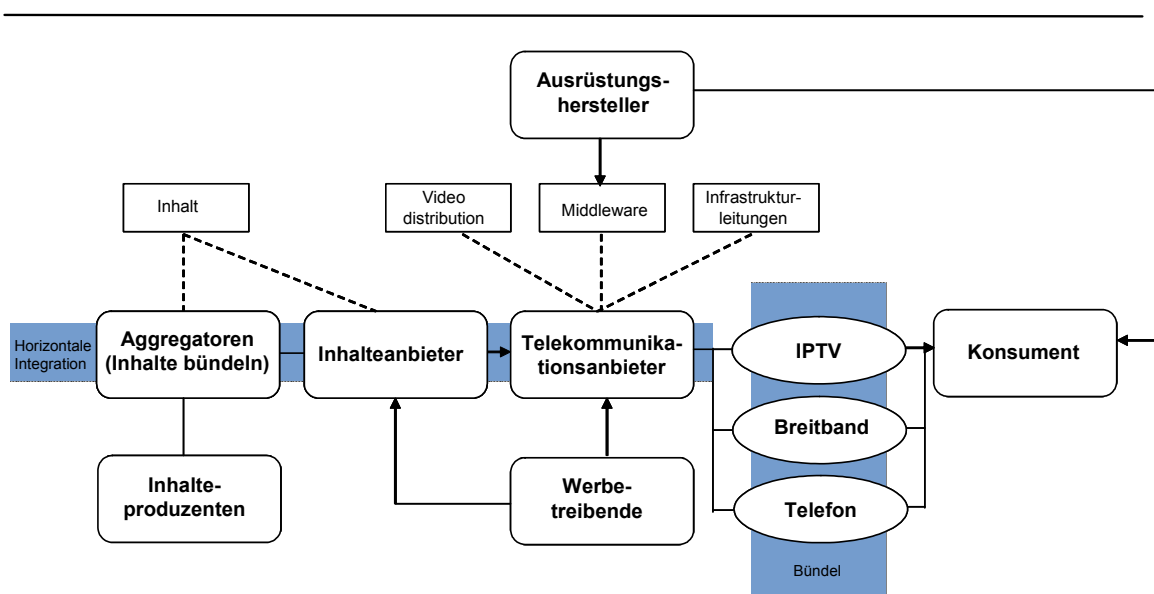 Ausrüstungs-
hersteller
Inhalt
Video
distribution
Middleware
Infrastruktur-
leitungen
Horizontale
Integration
Aggregatoren
(Inhalte bündeln)
Inhalteanbieter
Telekommunika-
tionsanbieter
IPTV
Konsument
Breitband
Inhalte-
produzenten
Werbe-
treibende
Telefon
Bündel